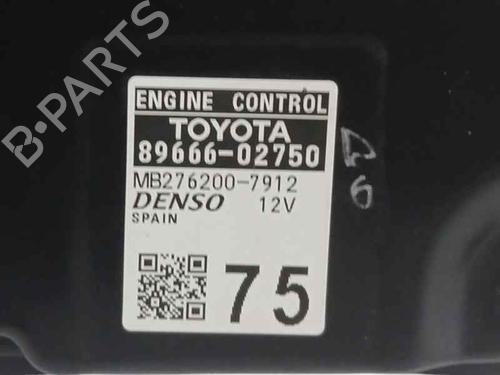 B-PARTS
ENGINE CONTROL
TOYOTA
89666-02750
MB276200-7912
DENSO 12V
SPAIN
75